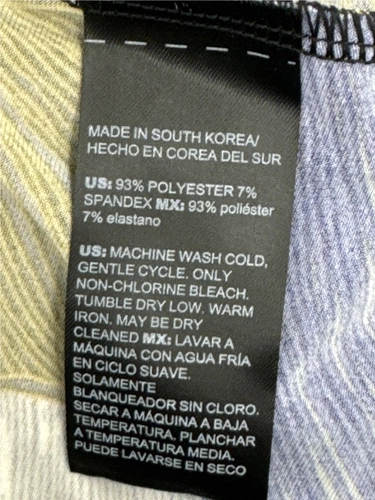 MADE IN SOUTH KOREA/
HECHO EN COREA DEL SUR
US: 93% POLYESTER 7%
SPANDEX MX: 93% poliéster
7% elastano
US: MACHINE WASH COLD,
GENTLE CYCLE. ONLY
NON-CHLORINE BLEACH.
TUMBLE DRY LOW. WARM
IRON. MAY BE DRY
CLEANED MX: LAVAR A
MÁQUINA CON AGUA FRÍA
EN CICLO SUAVE.
SOLAMENTE
BLANQUEADOR SIN CLORO.
SECAR A MÁQUINA A BAJA
TEMPERATURA. PLANCHAR
A TEMPERATURA MEDIA.
PUEDE LAVARSE EN SECO